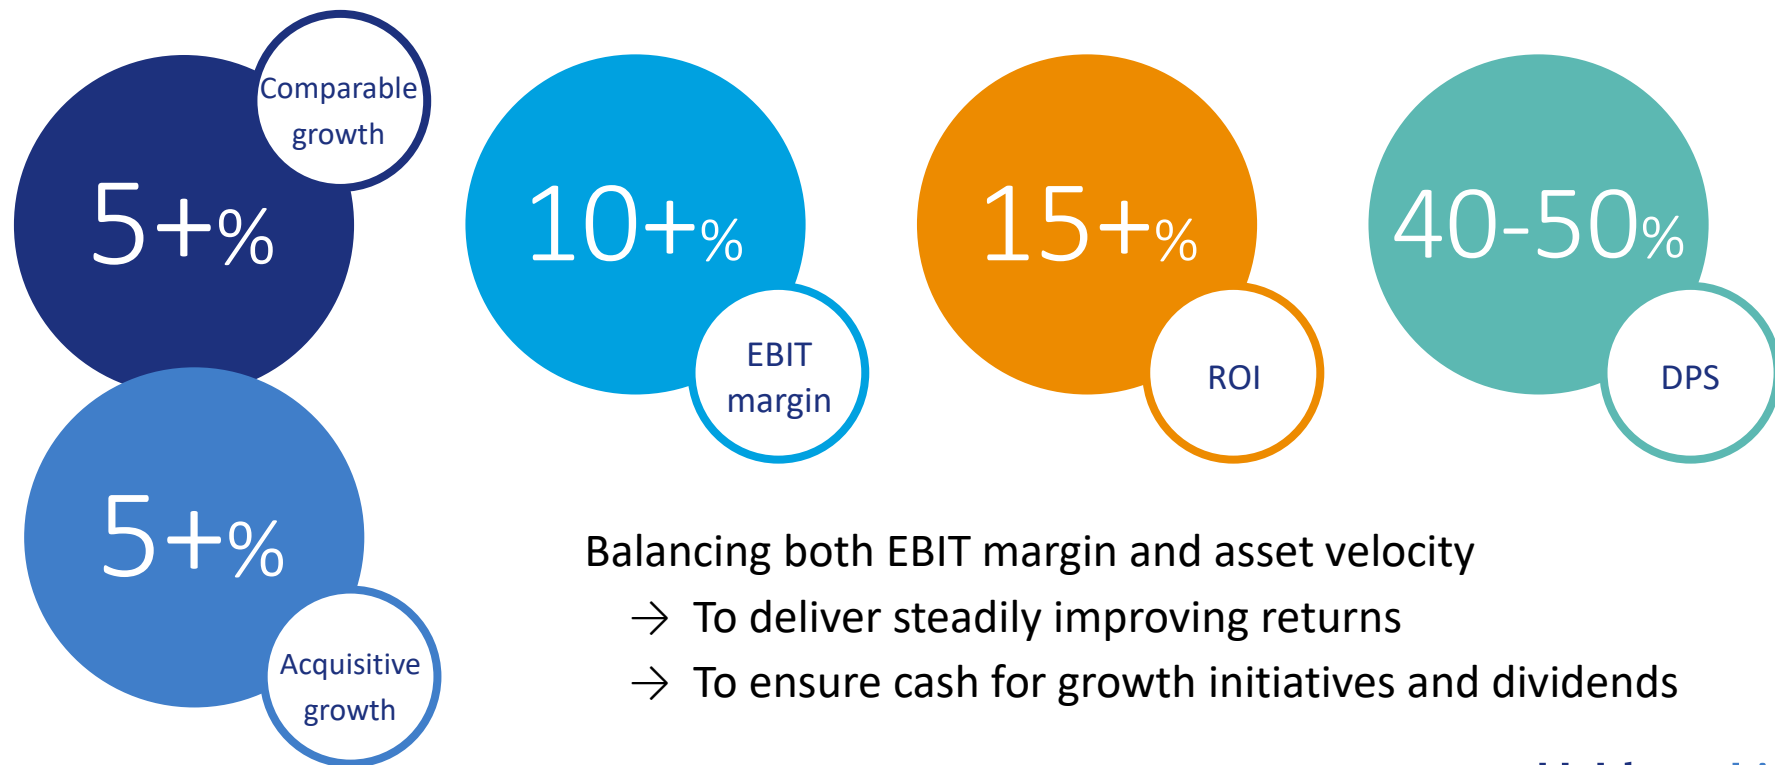 Comparable
growth
5+%
10+%
EBIT
margin
15+%
ROI
40-50%
DPS
5+%
Acquisitive
growth
Balancing both EBIT margin and asset velocity
→ To deliver steadily improving returns
→ To ensure cash for growth initiatives and dividends